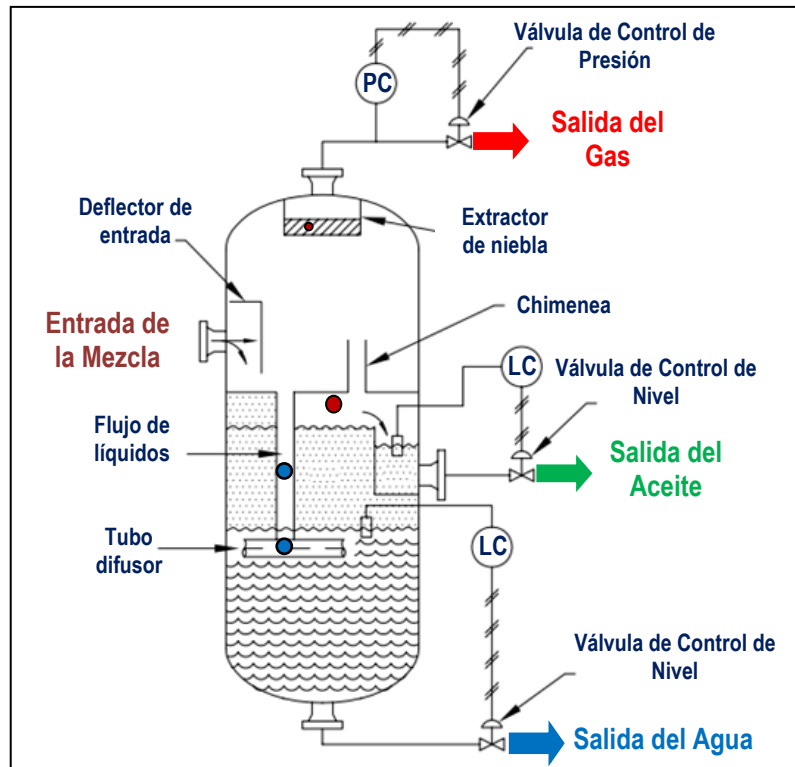 Válvula de Control de
Presión
PC
Salida del
Gas
Deflector de
entrada
Extractor
de niebla
Entrada de
la Mezcla
Chimenea
LC
Válvula de Control de
Nivel
Flujo de
líquidos
Salida del
Aceite
Tubo
difusor
LC
Válvula de Control de
Nivel
Salida del Agua